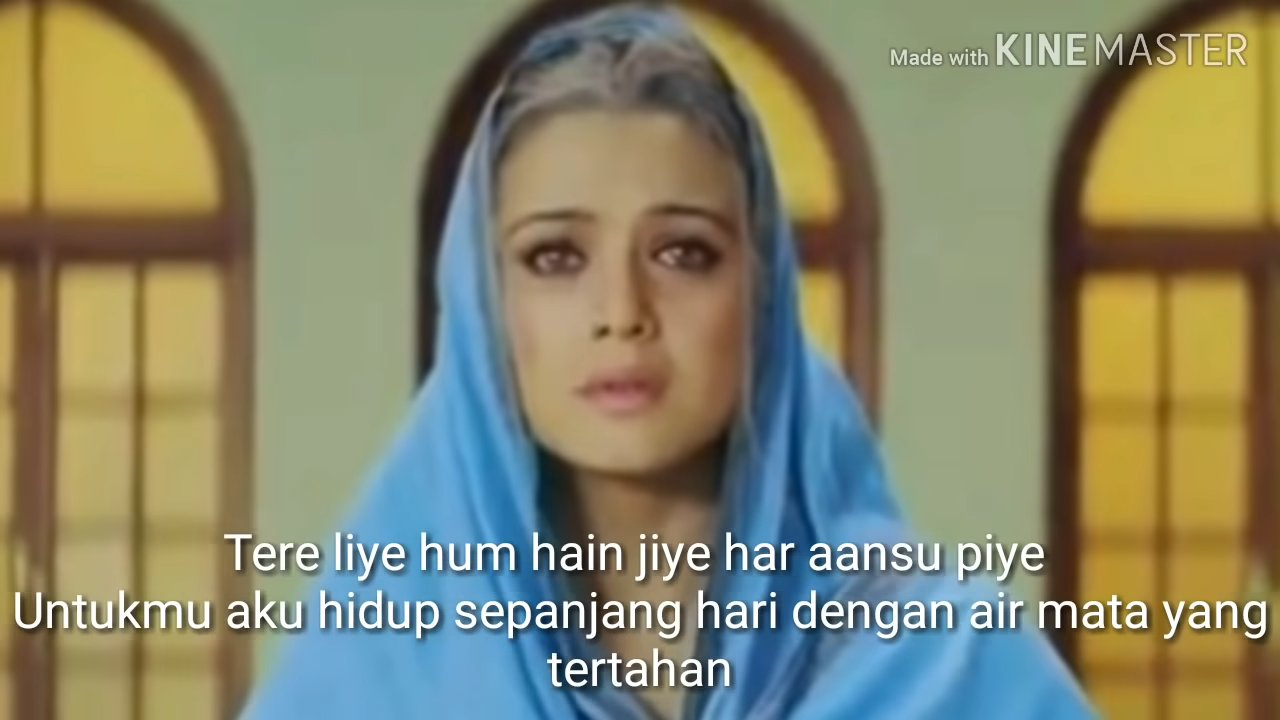 Made with KINEMASTER
Tere liye hum hain jiye har aansu piye
Untukmu aku hidup sepanjang hari dengan air mata yang
tertahan